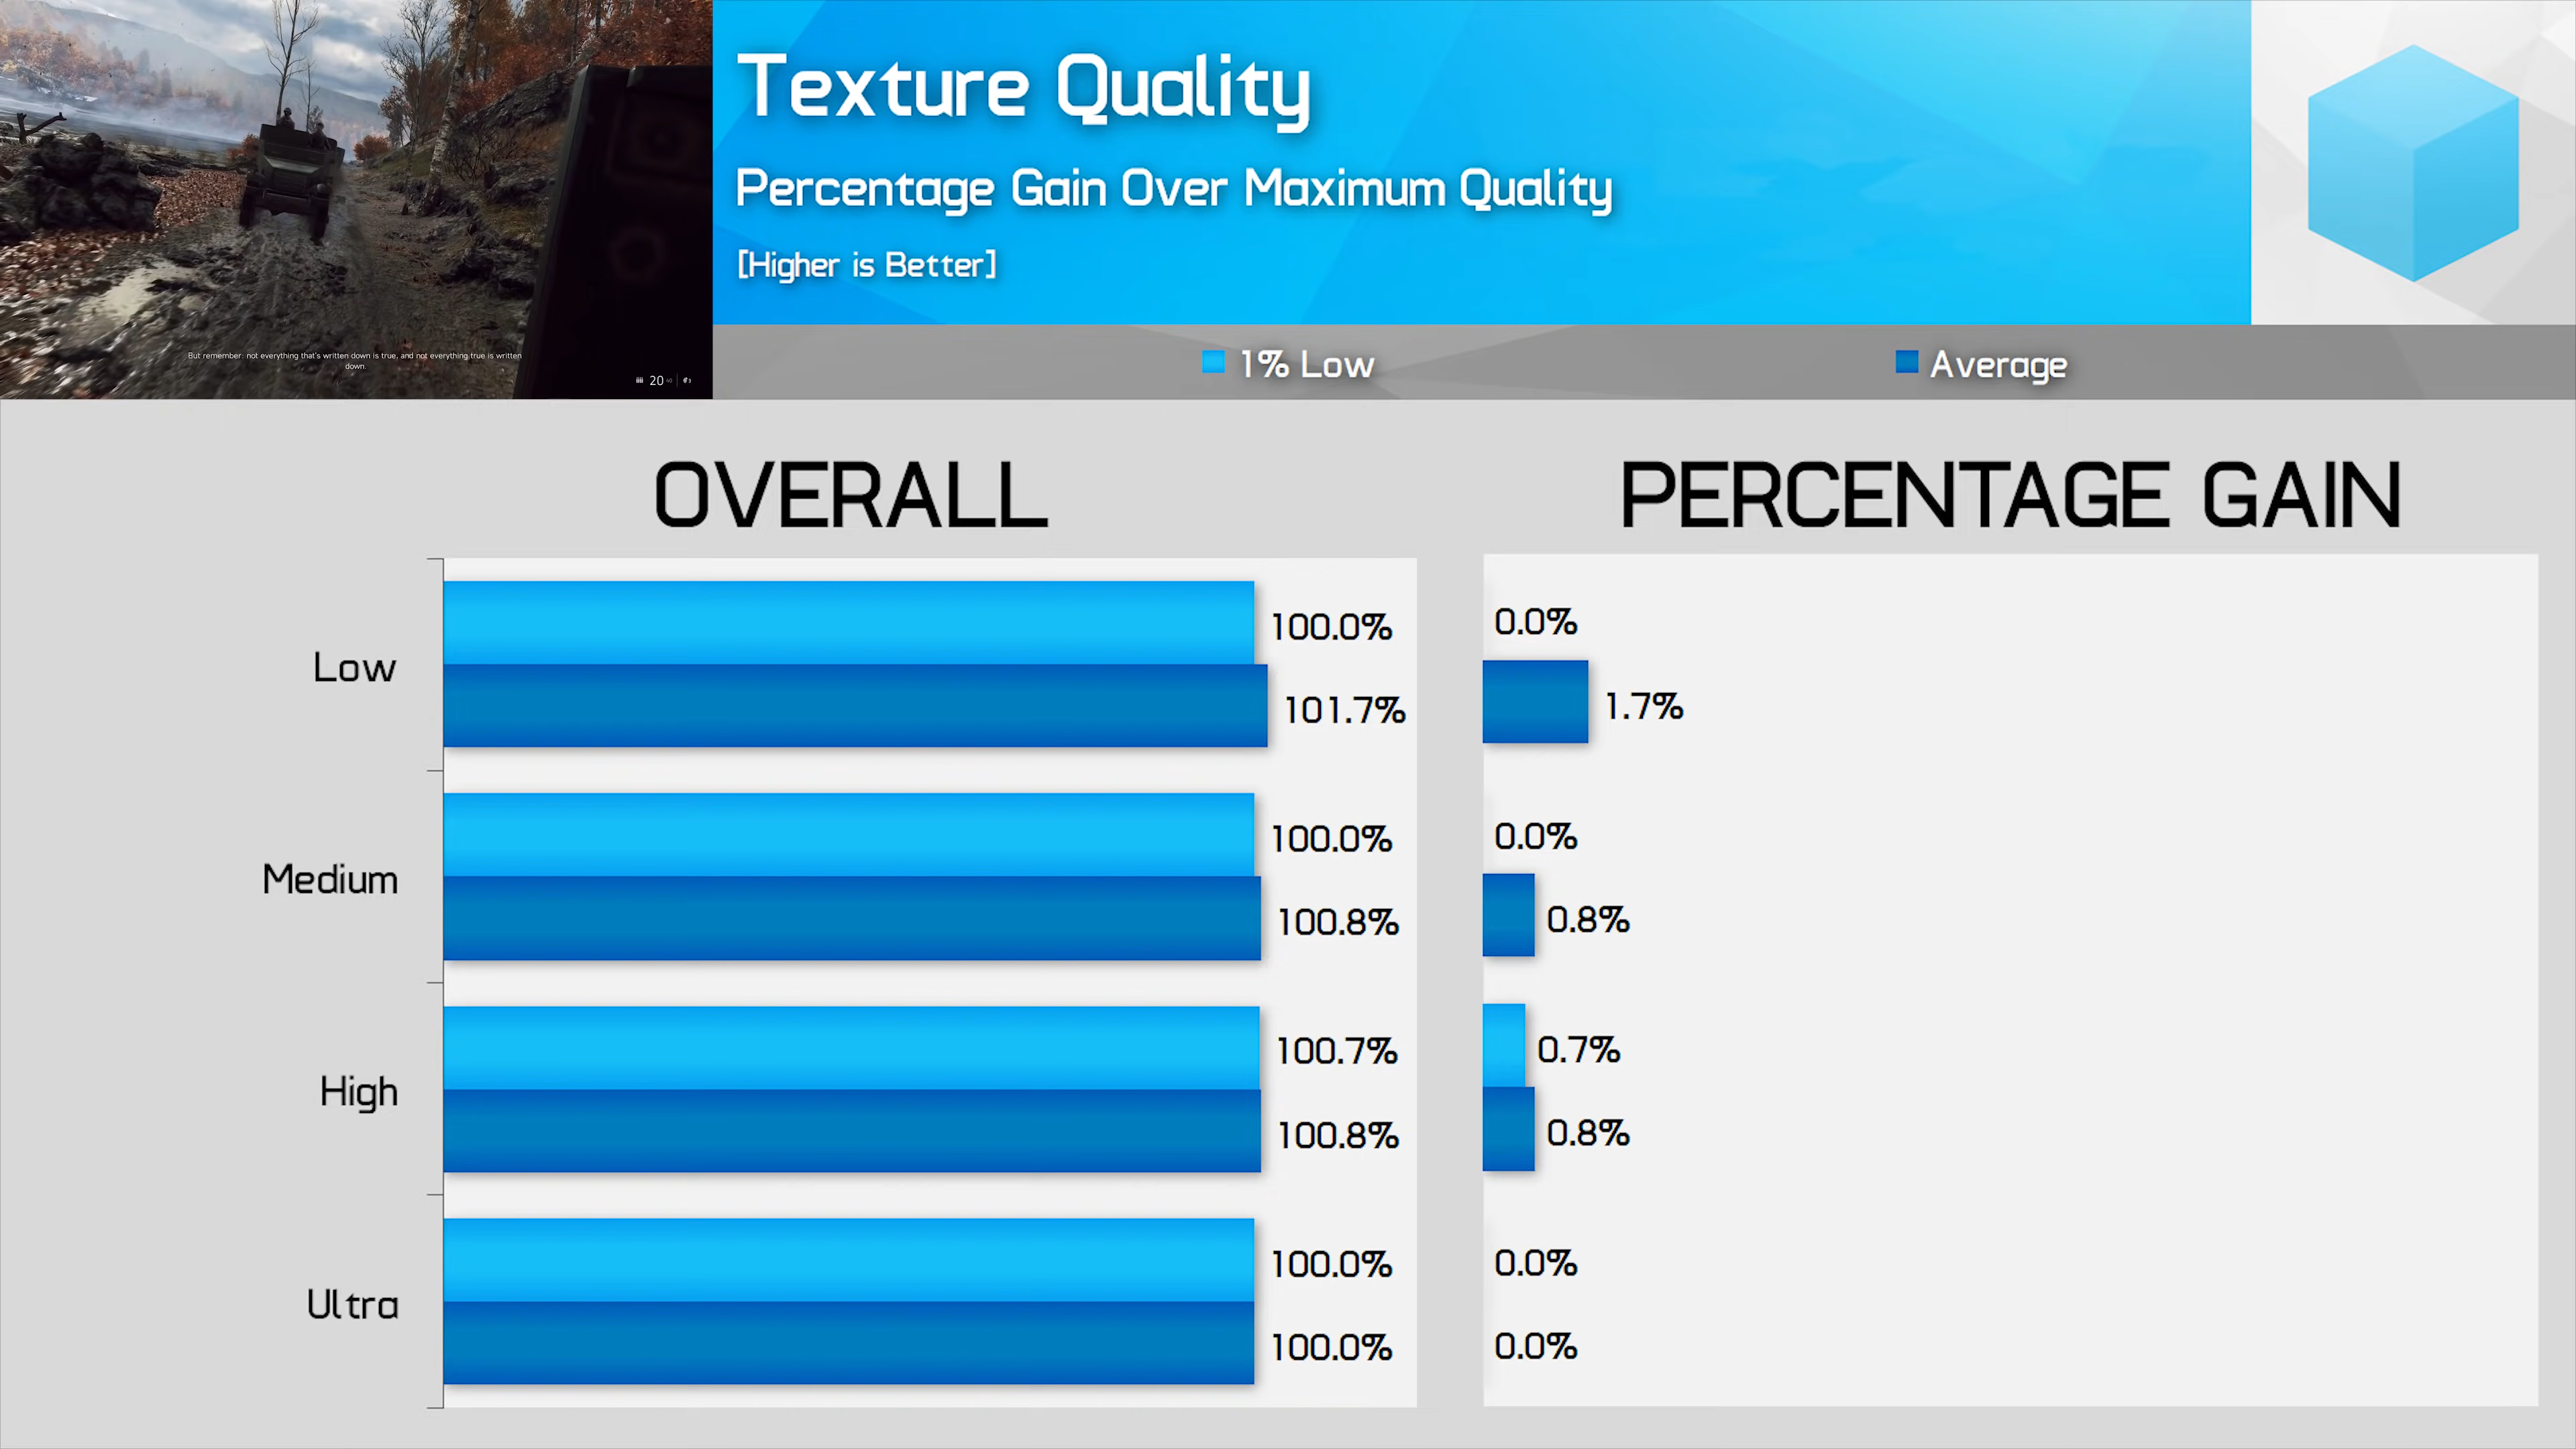 Texture Quality
Percentage Gain Over Maximum Quality
[Higher is Better]
But remember: not everything that's written down is true, and not everything true is written
down.
20
1% Low
Average
OVERALL
PERCENTAGE GAIN
Low
100.0%
101.7%
0.0%
1.7%
Medium
100.0%
100.8%
0.0%
0.8%
High
100.7%
100.8%
0.7%
0.8%
Ultra
100.0%
100.0%
0.0%
0.0%